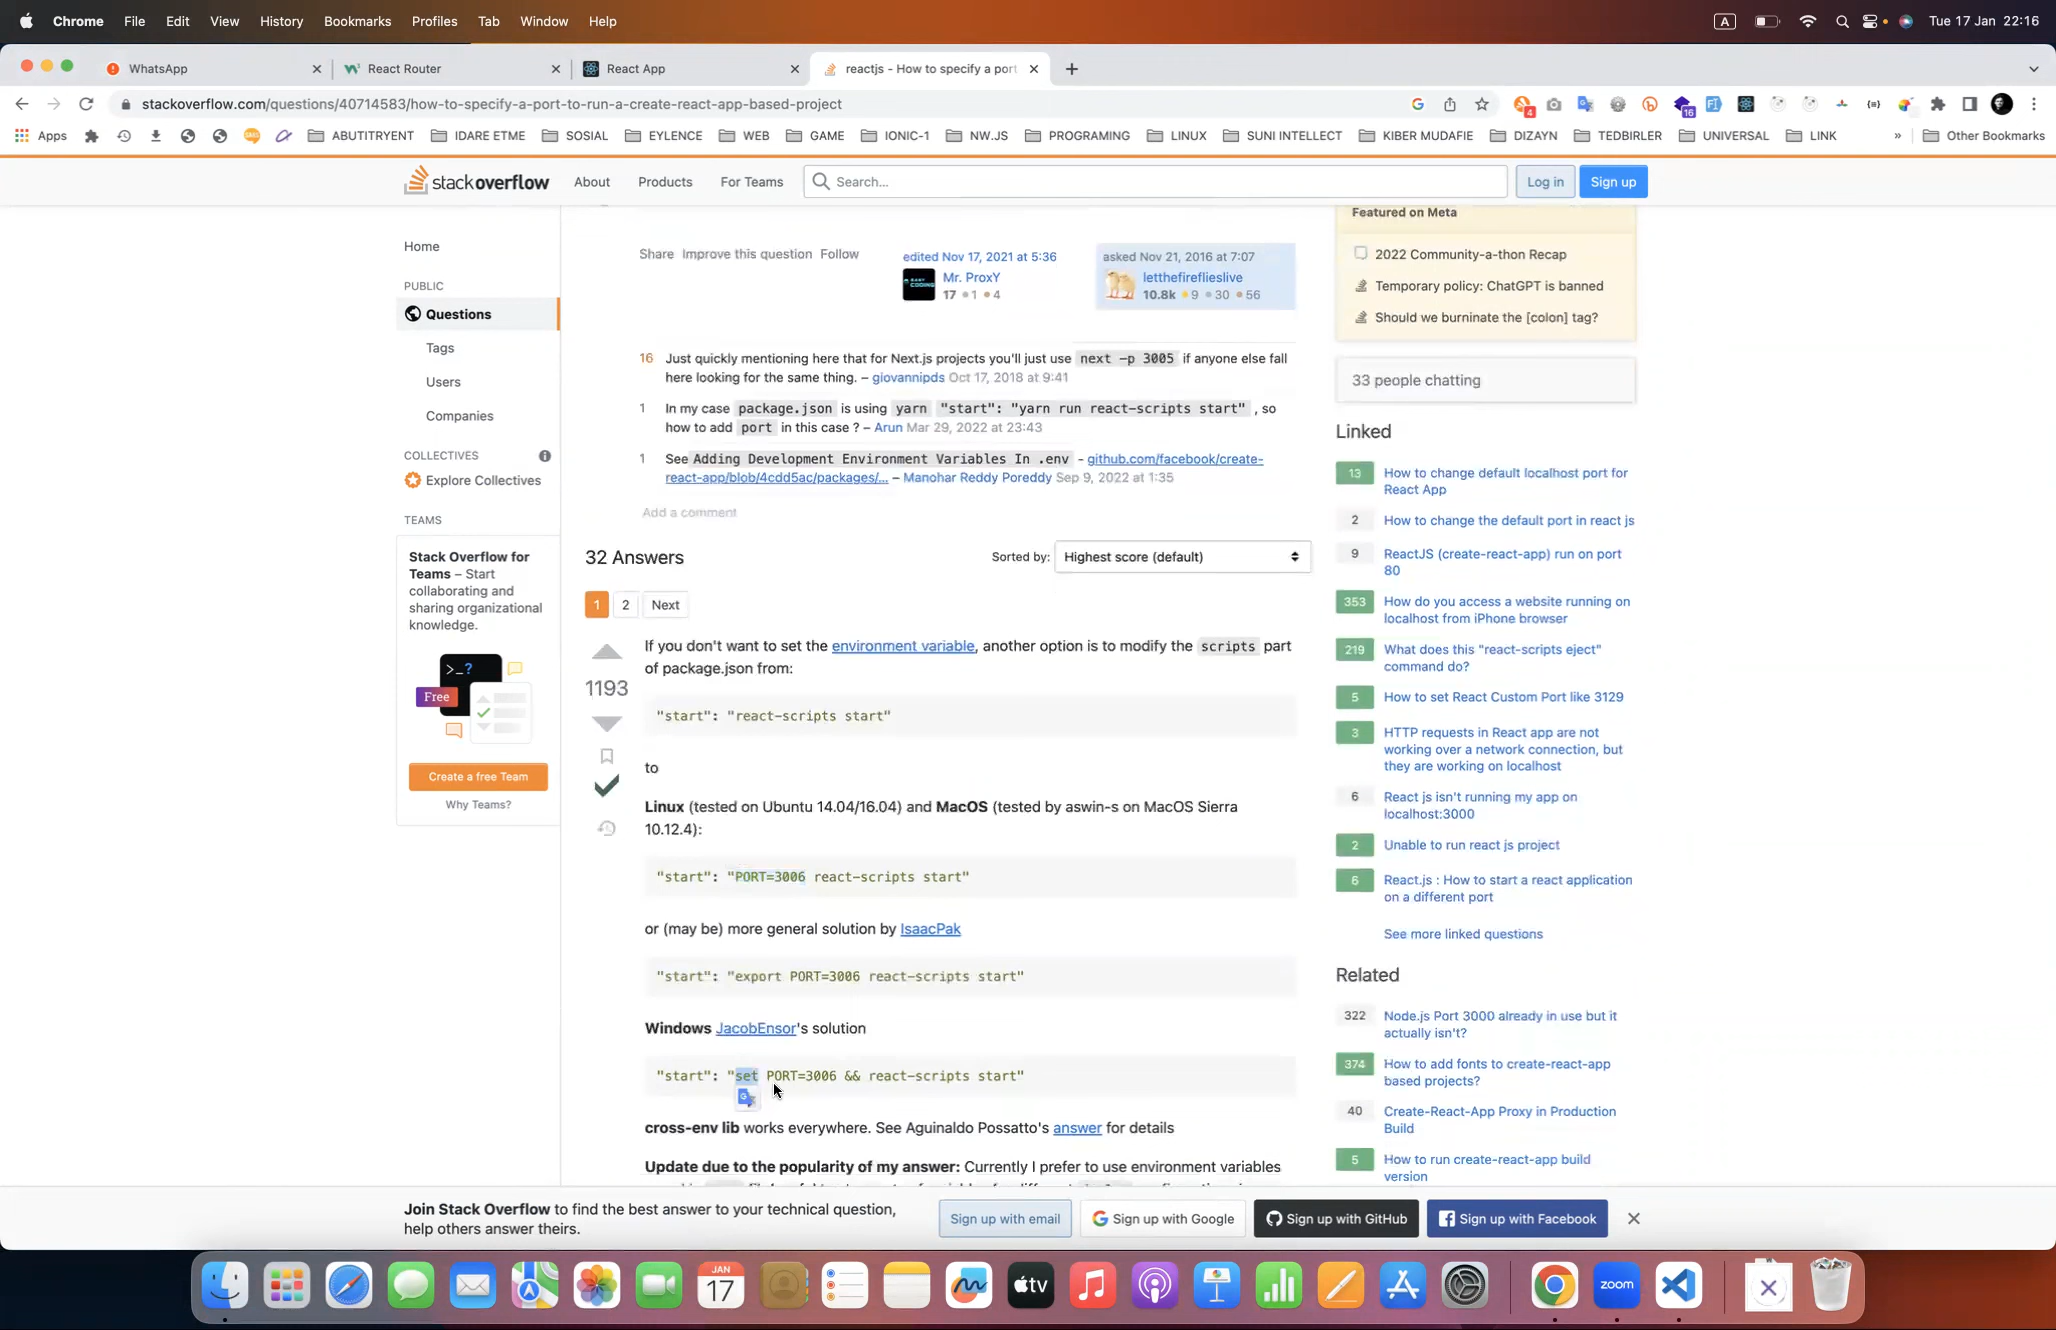 Chrome File Edit View History Bookmarks Profiles Tab Window Help A Tue 17 Jan 22:16
WhatsApp React Router React App reactjs - How to specify a port
stackoverflow.com/questions/40714583/how-to-specify-a-port-to-run-a-create-react-app-based-project
Apps ABUTITRYENT IDARE ETME SOSIAL EYLENCE WEB GAME IONIC-1 NW.JS PROGRAMING LINUX SUNI INTELLECT KIBER MUDAFIE DIZAYN TEDBIRLER UNIVERSAL LINK » Other Bookmarks
stackoverflow About Products For Teams Search... Log in Sign up
Home
PUBLIC
Questions
Tags
Users
Companies
COLLECTIVES
Explore Collectives
TEAMS
Stack Overflow for
Teams – Start
collaborating and
sharing organizational
knowledge.
>_?
Free
Create a free Team
Why Teams?
Share Improve this question Follow
edited Nov 17, 2021 at 5:36
Mr. ProxY
17 1 4
asked Nov 21, 2016 at 7:07
letthefireflieslive
10.8k 9 30 56
16 Just quickly mentioning here that for Next.js projects you'll just use next -p 3005 if anyone else fall
here looking for the same thing. – giovannipds Oct 17, 2018 at 9:41
1 In my case package.json is using yarn "start": "yarn run react-scripts start" , so
how to add port in this case ? – Arun Mar 29, 2022 at 23:43
1 See Adding Development Environment Variables In .env - github.com/facebook/create-
react-app/blob/4cdd5ac/packages/... – Manohar Reddy Poreddy Sep 9, 2022 at 1:35
Add a comment
32 Answers
Sorted by: Highest score (default)
1 2 Next
1193
If you don't want to set the environment variable, another option is to modify the scripts part
of package.json from:
"start": "react-scripts start"
to
Linux (tested on Ubuntu 14.04/16.04) and MacOS (tested by aswin-s on MacOS Sierra
10.12.4):
"start": "PORT=3006 react-scripts start"
or (may be) more general solution by IsaacPak
"start": "export PORT=3006 react-scripts start"
Windows JacobEnsor's solution
"start": "set PORT=3006 && react-scripts start"
cross-env lib works everywhere. See Aguinaldo Possatto's answer for details
Update due to the popularity of my answer: Currently I prefer to use environment variables
Featured on Meta
2022 Community-a-thon Recap
Temporary policy: ChatGPT is banned
Should we burninate the [colon] tag?
33 people chatting
Linked
13 How to change default localhost port for
React App
2 How to change the default port in react js
9 ReactJS (create-react-app) run on port
80
353 How do you access a website running on
localhost from iPhone browser
219 What does this "react-scripts eject"
command do?
5 How to set React Custom Port like 3129
3 HTTP requests in React app are not
working over a network connection, but
they are working on localhost
6 React js isn't running my app on
localhost:3000
2 Unable to run react js project
6 React.js : How to start a react application
on a different port
See more linked questions
Related
322 Node.js Port 3000 already in use but it
actually isn't?
374 How to add fonts to create-react-app
based projects?
40 Create-React-App Proxy in Production
Build
5 How to run create-react-app build
version
Join Stack Overflow to find the best answer to your technical question,
help others answer theirs.
Sign up with email Sign up with Google Sign up with GitHub Sign up with Facebook
JAN
17
tv
zoom